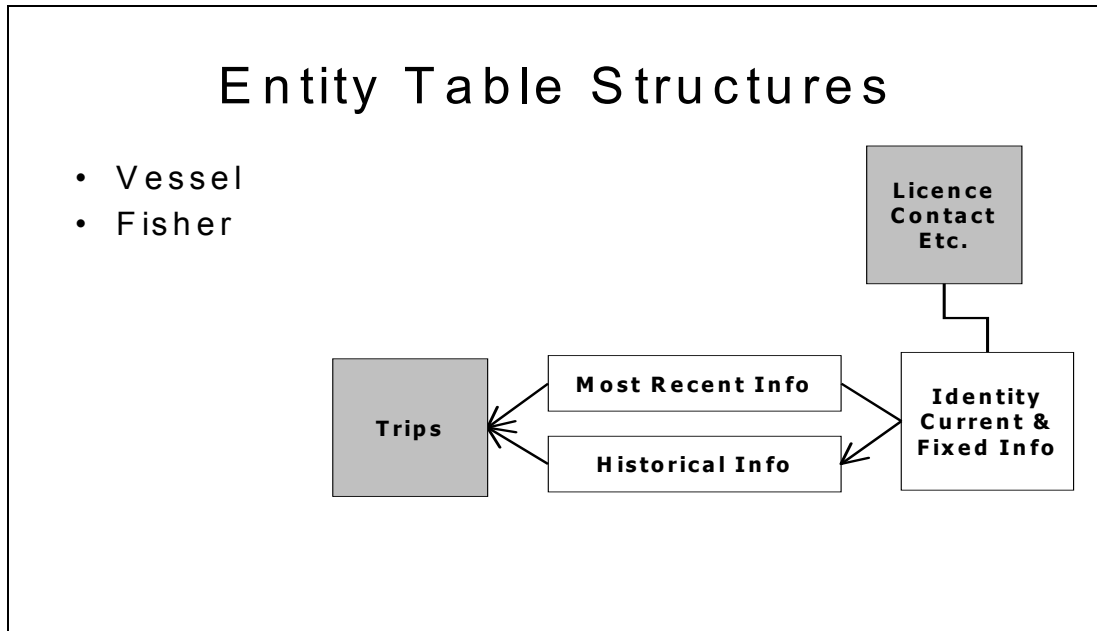 Entity Table Structures
• Vessel
• Fisher
Licence
Contact
Etc.
Trips
Most Recent Info
Historical Info
Identity
Current &
Fixed Info